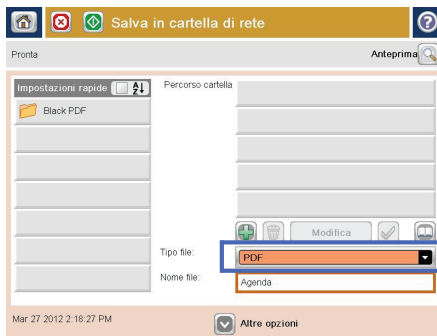 Salva in cartella di rete
Pronta
Anteprima
Impostazioni rapide
Percorso cartella
Black PDF
Modifica
Tipo file:
PDF
Nome file:
Agenda
Mar 27 2012 2:18:27 PM
Altre opzioni